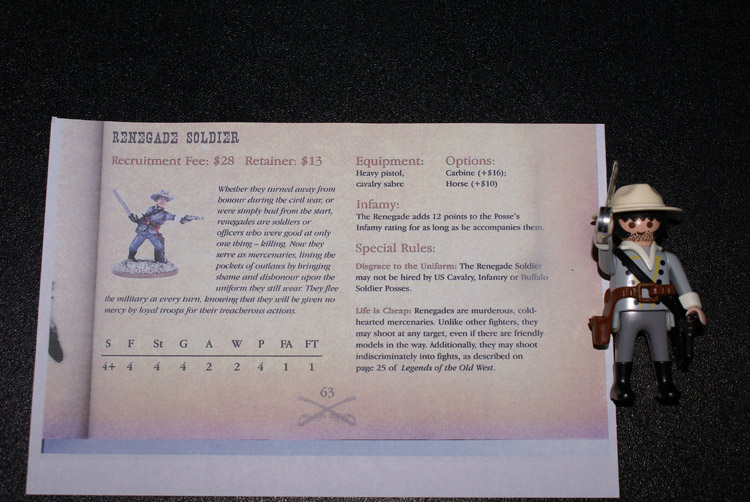 RENEGADE SOLDIER
Recruitment Fee: $28 Retainer: $13
Whether they turned away from
honour during the civil war, or
were simply bad from the start,
renegades are soldiers or
officers who were good at only
one thing – killing. Now they
serve as mercenaries, lining the
pockets of outlaws by bringing
shame and dishonour upon the
uniform they still wear. They flee
the military at every turn, knowing that they will be given no
mercy by loyal troops for their treacherous actions.
S F St G A W P FA FT
4+ 4 4 4 2 2 4 1 1
Equipment: Options:
Heavy pistol, Carbine (+$16);
cavalry sabre Horse (+$10)
Infamy:
The Renegade adds 12 points to the Posse's
Infamy rating for as long as he accompanies them.
Special Rules:
Disgrace to the Uniform: The Renegade Soldier
may not be hired by US Cavalry, Infantry or Buffalo
Soldier Posses.
Life is Cheap: Renegades are murderous, cold-
hearted mercenaries. Unlike other fighters, they
may shoot at any target, even if there are friendly
models in the way. Additionally, they may shoot
indiscriminately into fights, as described on
page 25 of Legends of the Old West.
63